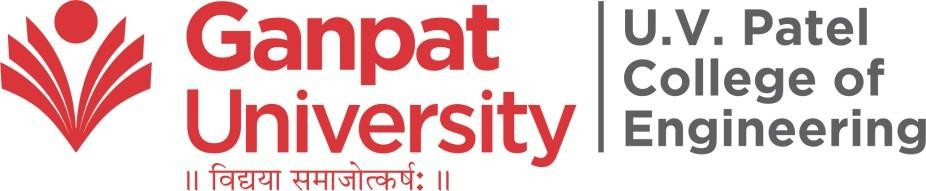 Ganpat
University
॥ विद्यया समाजोत्कर्षः ॥
U.V. Patel
College of
Engineering